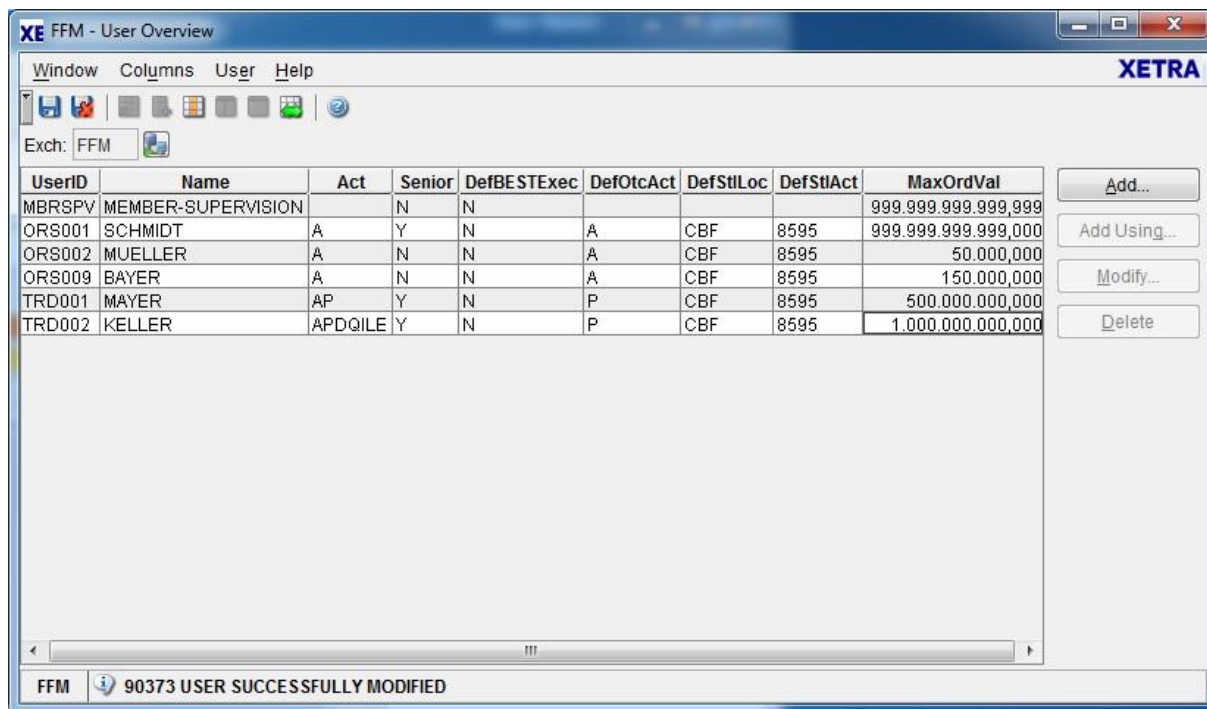 XE FFM - User Overview
Window Columns User Help XETRA
Exch: FFM
UserID Name Act Senior DefBESTExec DefOtcAct DefStlLoc DefStlAct MaxOrdVal
MBRSPV MEMBER-SUPERVISION N N 999.999.999.999,999
ORS001 SCHMIDT A Y N A CBF 8595 999.999.999.999,000
ORS002 MUELLER A N N A CBF 8595 50.000,000
ORS009 BAYER A N N A CBF 8595 150.000,000
TRD001 MAYER AP Y N P CBF 8595 500.000.000,000
TRD002 KELLER APDQILE Y N P CBF 8595 1.000.000.000,000
Add...
Add Using...
Modify...
Delete
FFM 90373 USER SUCCESSFULLY MODIFIED